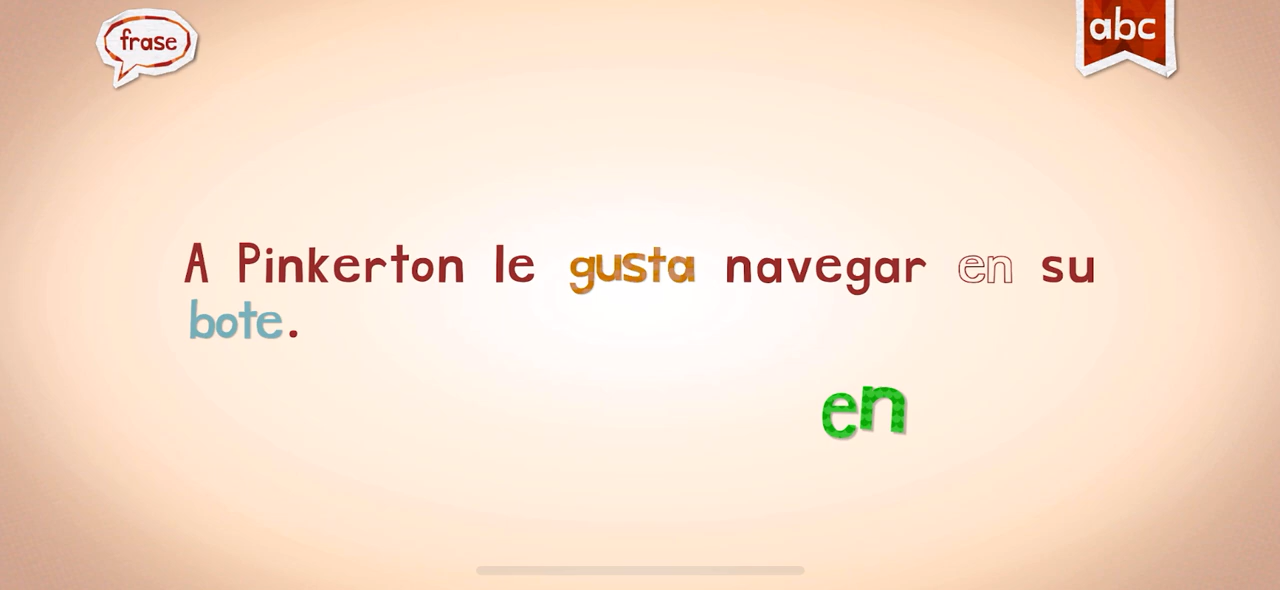 frase
abc
A Pinkerton le gusta navegar en su
bote.
en